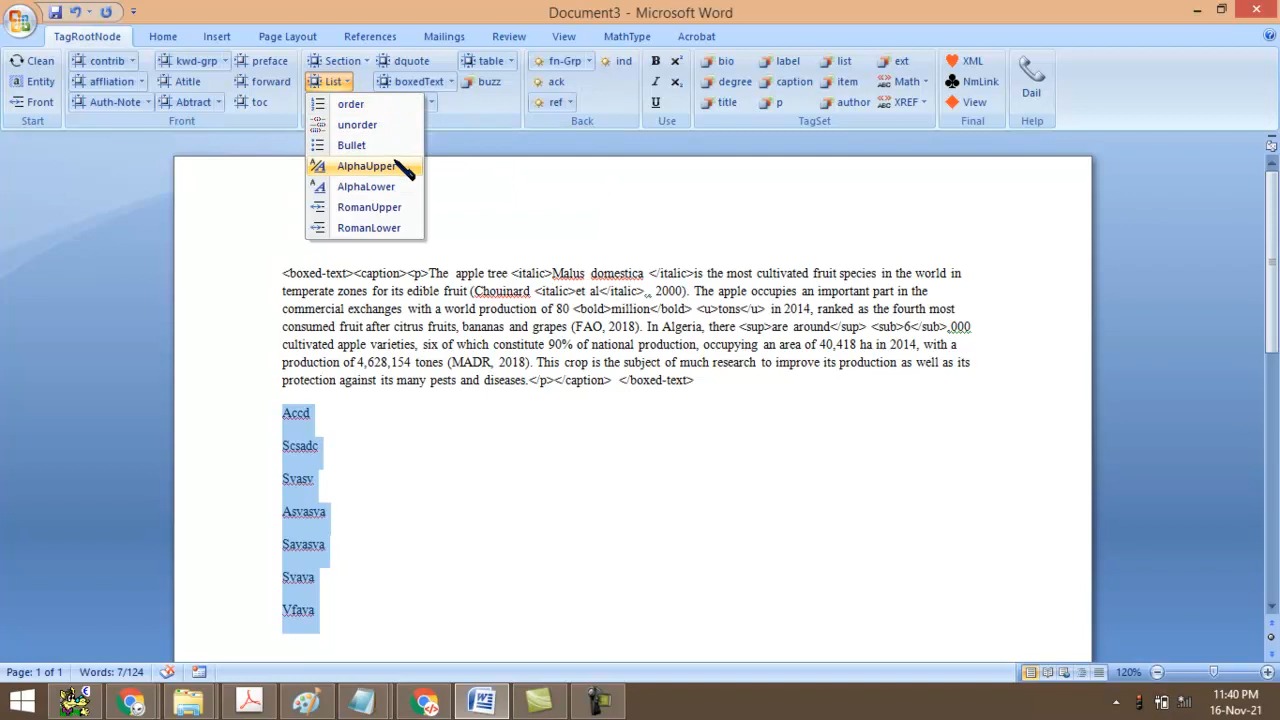 Document3 - Microsoft Word
TagRootNode Home Insert Page Layout References Mailings Review View MathType Acrobat
Clean contrib kwd-grp preface Section dquote table fn-Grp ind B x² bio label list ext XML
Entity affliation Atitle forward List boxedText buzz ack I x₂ degree caption item Math NmLink Dail
Front Auth-Note Abtract toc ref U title p author XREF View
Start Front Back Use TagSet Final Help
order
unorder
Bullet
AlphaUpper
AlphaLower
RomanUpper
RomanLower
<boxed-text><caption><p>The apple tree <italic>Malus domestica </italic>is the most cultivated fruit species in the world in
temperate zones for its edible fruit (Chouinard <italic>et al</italic>., 2000). The apple occupies an important part in the
commercial exchanges with a world production of 80 <bold>million</bold> <u>tons</u> in 2014, ranked as the fourth most
consumed fruit after citrus fruits, bananas and grapes (FAO, 2018). In Algeria, there <sup>are around</sup> <sub>6</sub>,000
cultivated apple varieties, six of which constitute 90% of national production, occupying an area of 40,418 ha in 2014, with a
production of 4,628,154 tones (MADR, 2018). This crop is the subject of much research to improve its production as well as its
protection against its many pests and diseases.</p></caption> </boxed-text>
Accd
Scsadc
Svasv
Asvasva
Savasva
Svava
Vfava
Page: 1 of 1 Words: 7/124 120%
11:40 PM
16-Nov-21